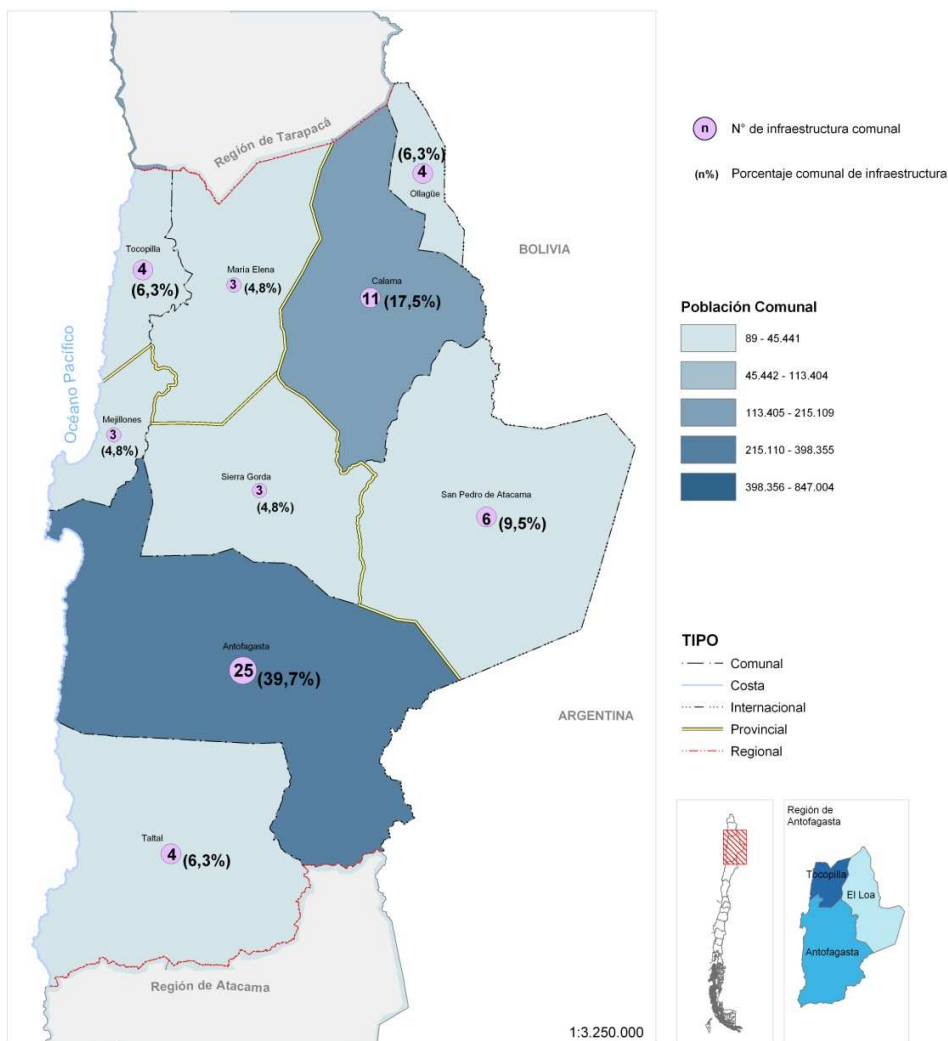 Región de Tarapacá
(6,3%)
4
Ollagüe
BOLIVIA
Tocopilla
4
(6,3%)
María Elena
3 (4,8%)
Calama
11 (17,5%)
Océano Pacífico
Mejillones
3
(4,8%)
Sierra Gorda
3
(4,8%)
San Pedro de Atacama
6 (9,5%)
Antofagasta
25 (39,7%)
ARGENTINA
Taltal
4 (6,3%)
Región de Atacama
1:3.250.000
n N° de infraestructura comunal
(n%) Porcentaje comunal de infraestructura
Población Comunal
89 - 45.441
45.442 - 113.404
113.405 - 215.109
215.110 - 398.355
398.356 - 847.004
TIPO
Comunal
Costa
Internacional
Provincial
Regional
Región de
Antofagasta
Tocopilla
El Loa
Antofagasta